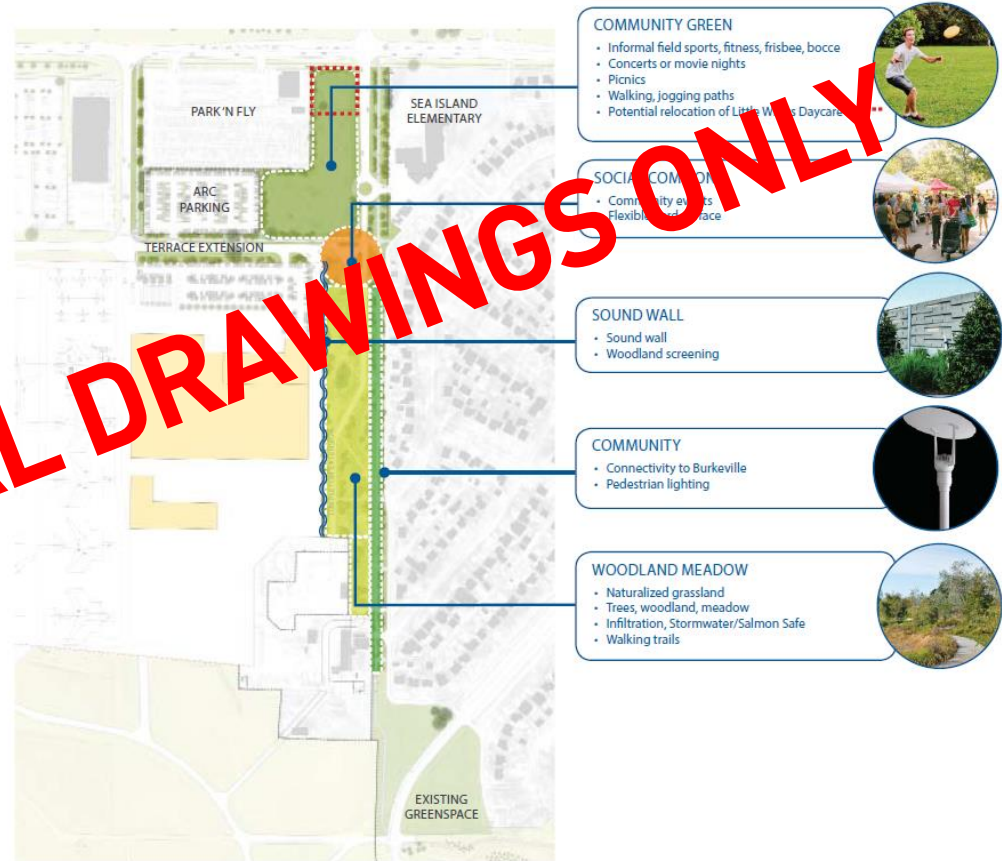 COMMUNITY GREEN
• Informal field sports, fitness, frisbee, bocce
• Concerts or movie nights
• Picnics
• Walking, jogging paths
• Potential relocation of Little Daycare
SEA ISLAND
ELEMENTARY
PARK'N FLY
ARC
PARKING
TERRACE EXTENSION
SOCIAL
• Community events
• Flexible
SOUND WALL
• Sound wall
• Woodland screening
COMMUNITY
• Connectivity to Burkeville
• Pedestrian lighting
WOODLAND MEADOW
• Naturalized grassland
• Trees, woodland, meadow
• Infiltration, Stormwater/Salmon Safe
• Walking trails
EXISTING
GREENSPACE
DRAWINGS ONLY